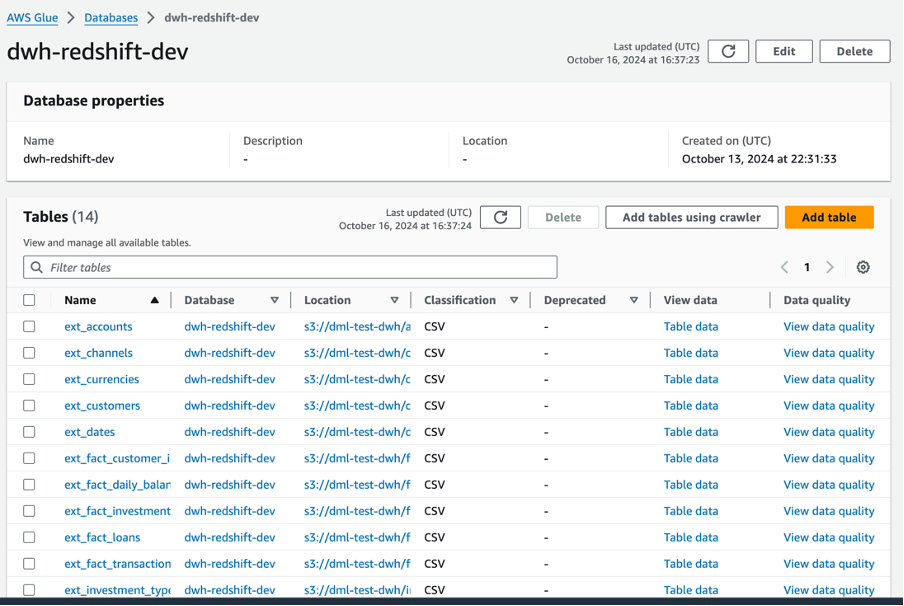 AWS Glue > Databases > dwh-redshift-dev
dwh-redshift-dev
Last updated (UTC)
October 16, 2024 at 16:37:23
Edit
Delete
Database properties
Name
dwh-redshift-dev
Description
-
Location
-
Created on (UTC)
October 13, 2024 at 22:31:33
Tables (14)
Last updated (UTC)
October 16, 2024 at 16:37:24
Delete
Add tables using crawler
Add table
View and manage all available tables.
Filter tables
< 1 >
Name Database Location Classification Deprecated View data Data quality
ext_accounts dwh-redshift-dev s3://dml-test-dwh/a CSV - Table data View data quality
ext_channels dwh-redshift-dev s3://dml-test-dwh/c CSV - Table data View data quality
ext_currencies dwh-redshift-dev s3://dml-test-dwh/c CSV - Table data View data quality
ext_customers dwh-redshift-dev s3://dml-test-dwh/c CSV - Table data View data quality
ext_dates dwh-redshift-dev s3://dml-test-dwh/c CSV - Table data View data quality
ext_fact_customer_i dwh-redshift-dev s3://dml-test-dwh/f CSV - Table data View data quality
ext_fact_daily_balan dwh-redshift-dev s3://dml-test-dwh/f CSV - Table data View data quality
ext_fact_investment dwh-redshift-dev s3://dml-test-dwh/f CSV - Table data View data quality
ext_fact_loans dwh-redshift-dev s3://dml-test-dwh/f CSV - Table data View data quality
ext_fact_transaction dwh-redshift-dev s3://dml-test-dwh/f CSV - Table data View data quality
ext_investment_type dwh-redshift-dev s3://dml-test-dwh/i CSV - Table data View data quality